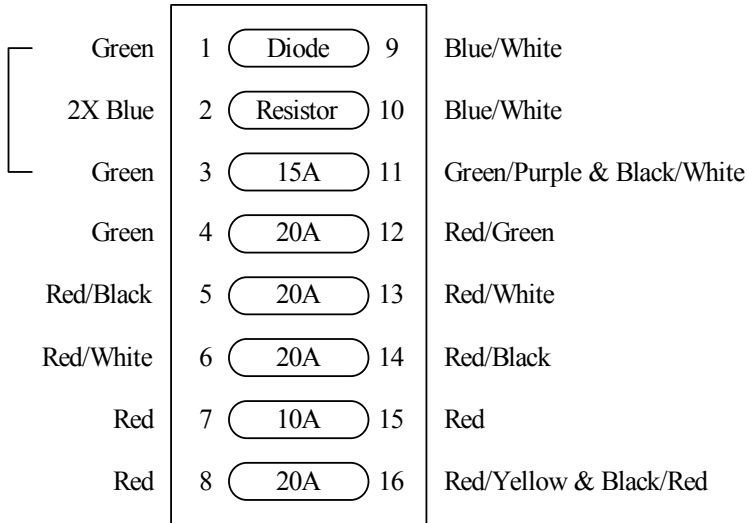 Green 1 Diode 9 Blue/White
2X Blue 2 Resistor 10 Blue/White
Green 3 15A 11 Green/Purple & Black/White
Green 4 20A 12 Red/Green
Red/Black 5 20A 13 Red/White
Red/White 6 20A 14 Red/Black
Red 7 10A 15 Red
Red 8 20A 16 Red/Yellow & Black/Red